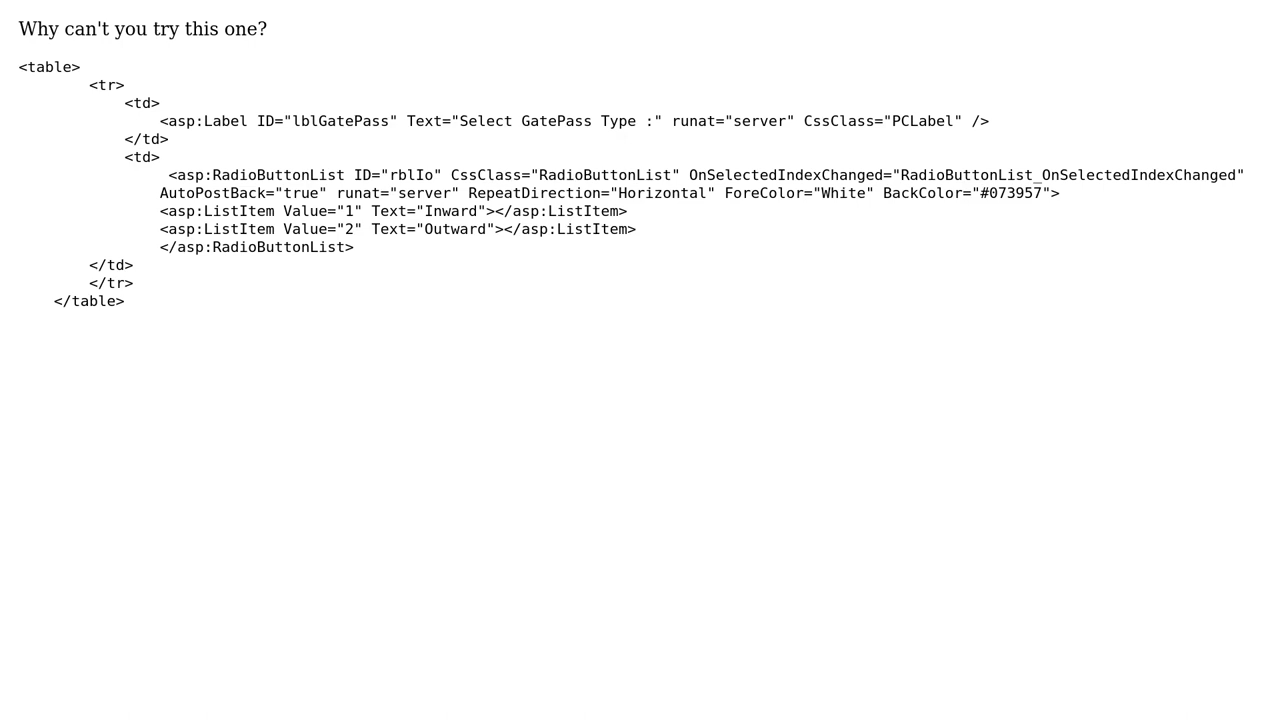 Why can't you try this one?
<table>
<tr>
<td>
<asp:Label ID="lblGatePass" Text="Select GatePass Type :" runat="server" CssClass="PCLabel" />
</td>
<td>
<asp:RadioButtonList ID="rblIo" CssClass="RadioButtonList" OnSelectedIndexChanged="RadioButtonList_OnSelectedIndexChanged"
AutoPostBack="true" runat="server" RepeatDirection="Horizontal" ForeColor="White" BackColor="#073957">
<asp:ListItem Value="1" Text="Inward"></asp:ListItem>
<asp:ListItem Value="2" Text="Outward"></asp:ListItem>
</asp:RadioButtonList>
</td>
</tr>
</table>